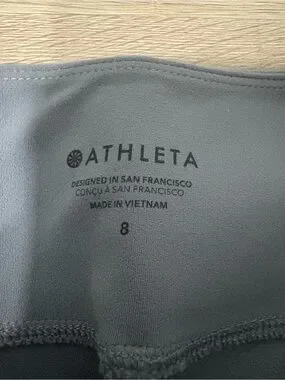 ATHLETA
DESIGNED IN SAN FRANCISCO
CONÇU À SAN FRANCISCO
MADE IN VIETNAM
8